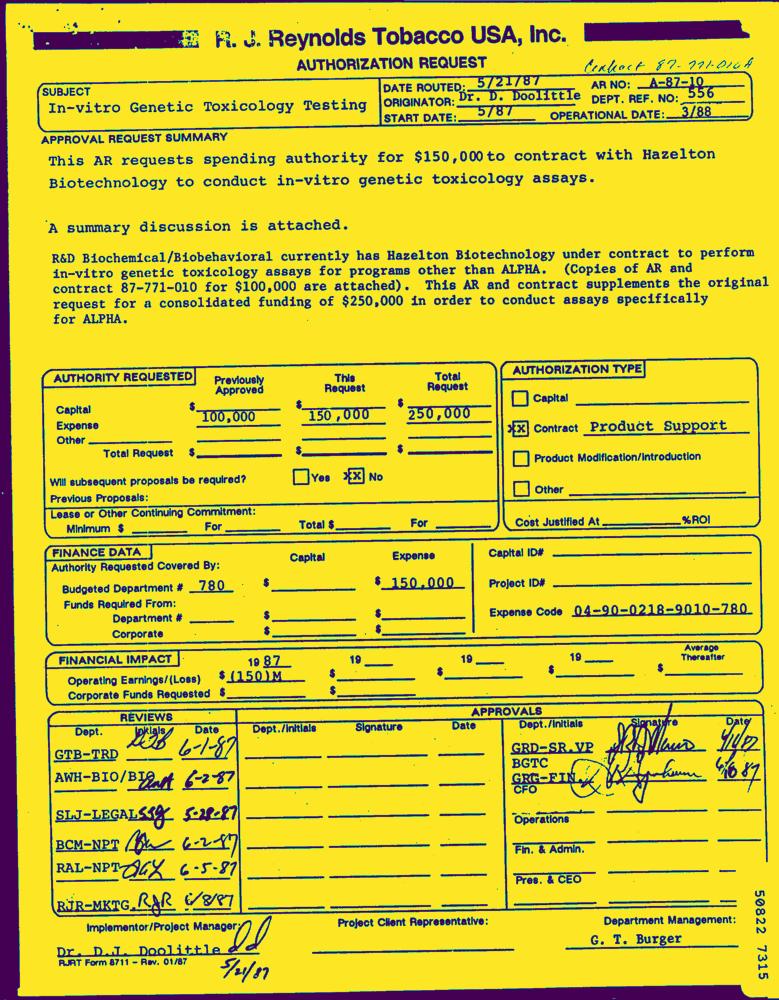 R. J. Reynolds Tobacco USA, Inc.
AUTHORIZATION REQUEST
Contract 87-771-010A
SUBJECT
In-vitro Genetic Toxicology Testing
DATE ROUTED: 5/21/87 AR NO: A-87-10
ORIGINATOR: Dr. D. Doolittle DEPT. REF. NO: 556
START DATE: 5/87 OPERATIONAL DATE: 3/88
APPROVAL REQUEST SUMMARY
This AR requests spending authority for $150,000 to contract with Hazelton
Biotechnology to conduct in-vitro genetic toxicology assays.
A summary discussion is attached.
R&D Biochemical/Biobehavioral currently has Hazelton Biotechnology under contract to perform
in-vitro genetic toxicology assays for programs other than ALPHA. (Copies of AR and
contract 87-771-010 for $100,000 are attached). This AR and contract supplements the original
request for a consolidated funding of $250,000 in order to conduct assays specifically
for ALPHA.
AUTHORITY REQUESTED Previously Approved This Request Total Request
Capital $ $ $
Expense 100,000 150,000 250,000
Other
Total Request $ $ $
Will subsequent proposals be required? Yes XX No
Previous Proposals:
Lease or Other Continuing Commitment:
Minimum $ For Total $ For
AUTHORIZATION TYPE
Capital
XX Contract Product Support
Product Modification/Introduction
Other
Cost Justified At %ROI
FINANCE DATA Capital Expense
Authority Requested Covered By:
Budgeted Department # 780 $ $ 150,000
Funds Required From:
Department # $ $
Corporate $ $
Capital ID#
Project ID#
Expense Code 04-90-0218-9010-780
FINANCIAL IMPACT 19 87 19 19 19 Average Thereafter
Operating Earnings/(Loss) $ (150)M $ $ $ $
Corporate Funds Requested $ $
REVIEWS
Dept. Initials Date
GTB-TRD 6-1-87
AWH-BIO/BIO 6-2-87
SLJ-LEGAL SSG 5-28-87
BCM-NPT 6-2-87
RAL-NPT 6-5-87
RJR-MKTG. RJR 6/8/87
APPROVALS
Dept./Initials Signature Date
Dept./Initials Signature Date
GRD-SR.VP
BGTC
GRG-FIN.
CFO
Operations
Fin. & Admin.
Pres. & CEO
Implementor/Project Manager:
Dr. D.J. Doolittle dd
5/21/87
Project Client Representative:
Department Management:
G. T. Burger
RJRT Form 8711 - Rev. 01/87
50822 7315